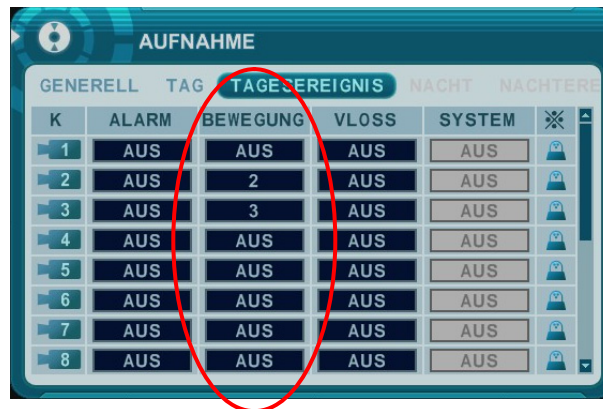 AUFNAHME
GENERELL TAG TAGESEREIGNIS NACHT NACHTERE
K ALARM BEWEGUNG VLOSS SYSTEM ※
1 AUS AUS AUS AUS
2 AUS 2 AUS AUS
3 AUS 3 AUS AUS
4 AUS AUS AUS AUS
5 AUS AUS AUS AUS
6 AUS AUS AUS AUS
7 AUS AUS AUS AUS
8 AUS AUS AUS AUS